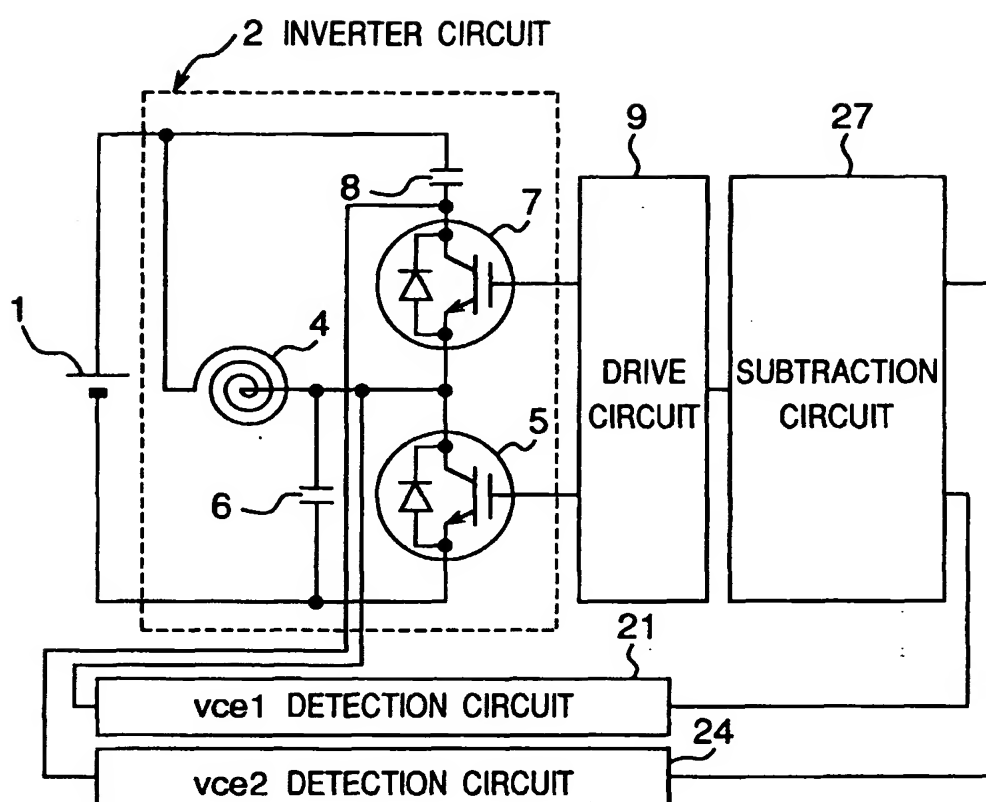 2 INVERTER CIRCUIT
9
27
8
7
1
4
DRIVE
CIRCUIT
SUBTRACTION
CIRCUIT
5
6
21
vce1 DETECTION CIRCUIT
24
vce2 DETECTION CIRCUIT